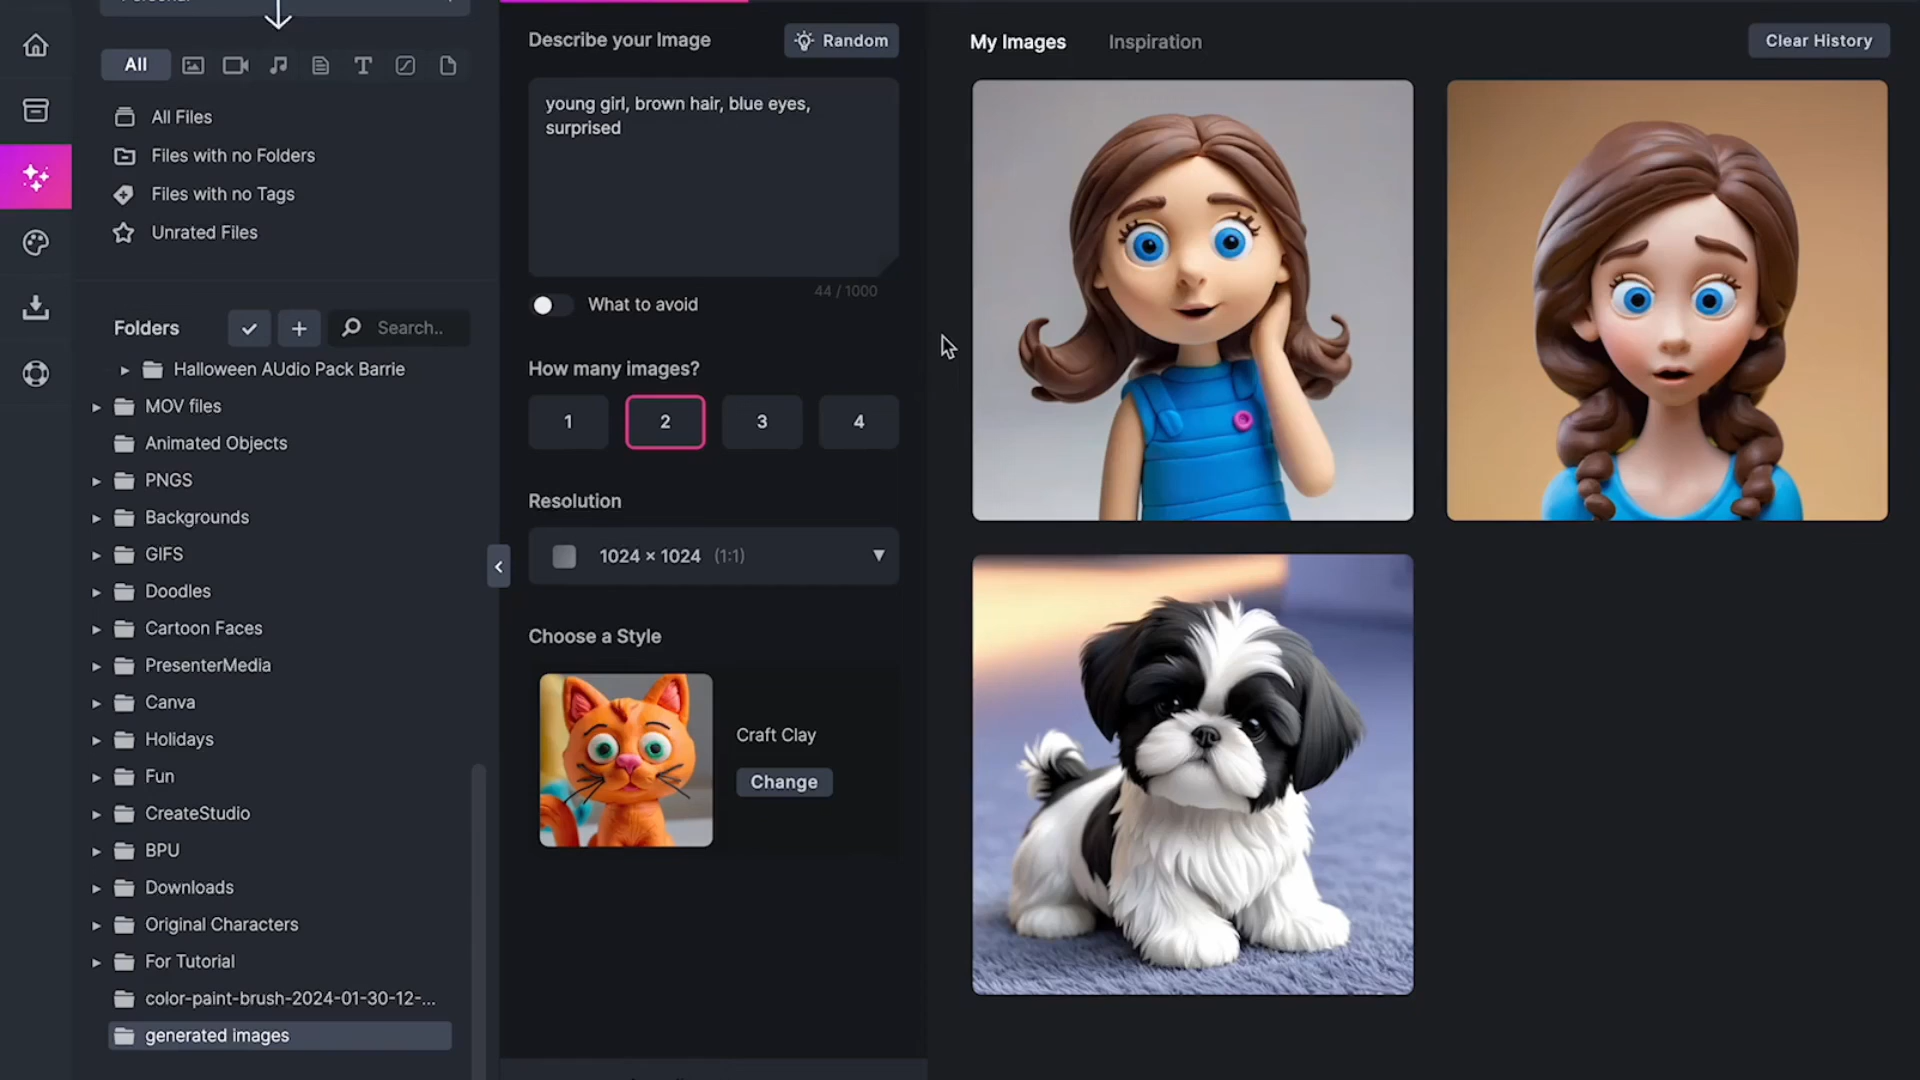 All
All Files
Files with no Folders
Files with no Tags
Unrated Files
Folders
Search..
Halloween AUdio Pack Barrie
MOV files
Animated Objects
PNGS
Backgrounds
GIFS
Doodles
Cartoon Faces
PresenterMedia
Canva
Holidays
Fun
CreateStudio
BPU
Downloads
Original Characters
For Tutorial
color-paint-brush-2024-01-30-12-...
generated images
Describe your Image
Random
young girl, brown hair, blue eyes,
surprised
44 / 1000
What to avoid
How many images?
1 2 3 4
Resolution
1024 × 1024 (1:1)
Choose a Style
Craft Clay
Change
My Images Inspiration
Clear History